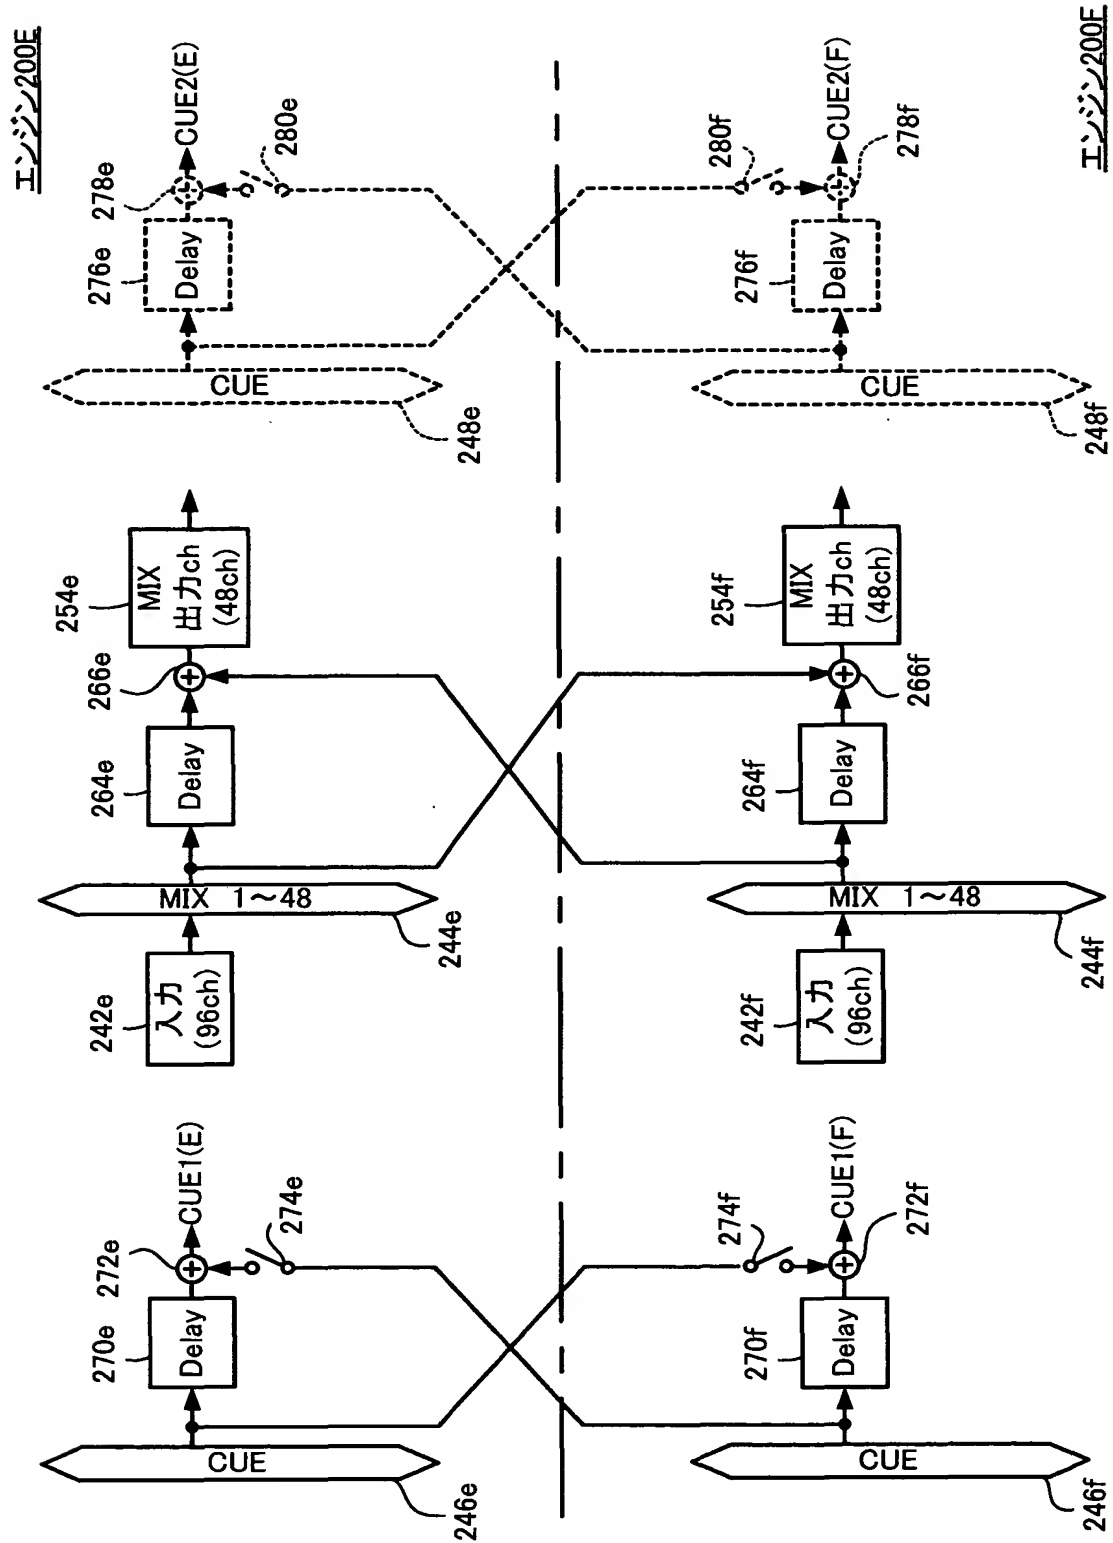 エンジン200E
246e
CUE
270e
Delay
272e
CUE1(E)
274e
242e
入力
(96ch)
244e
MIX 1～48
264e
Delay
266e
254e
MIX
出力ch
(48ch)
248e
CUE
276e
Delay
278e
CUE2(E)
280e
246f
CUE
270f
Delay
274f
CUE1(F)
272f
242f
入力
(96ch)
244f
MIX 1～48
264f
Delay
266f
254f
MIX
出力ch
(48ch)
248f
CUE
276f
Delay
280f
CUE2(F)
278f
エンジン200F